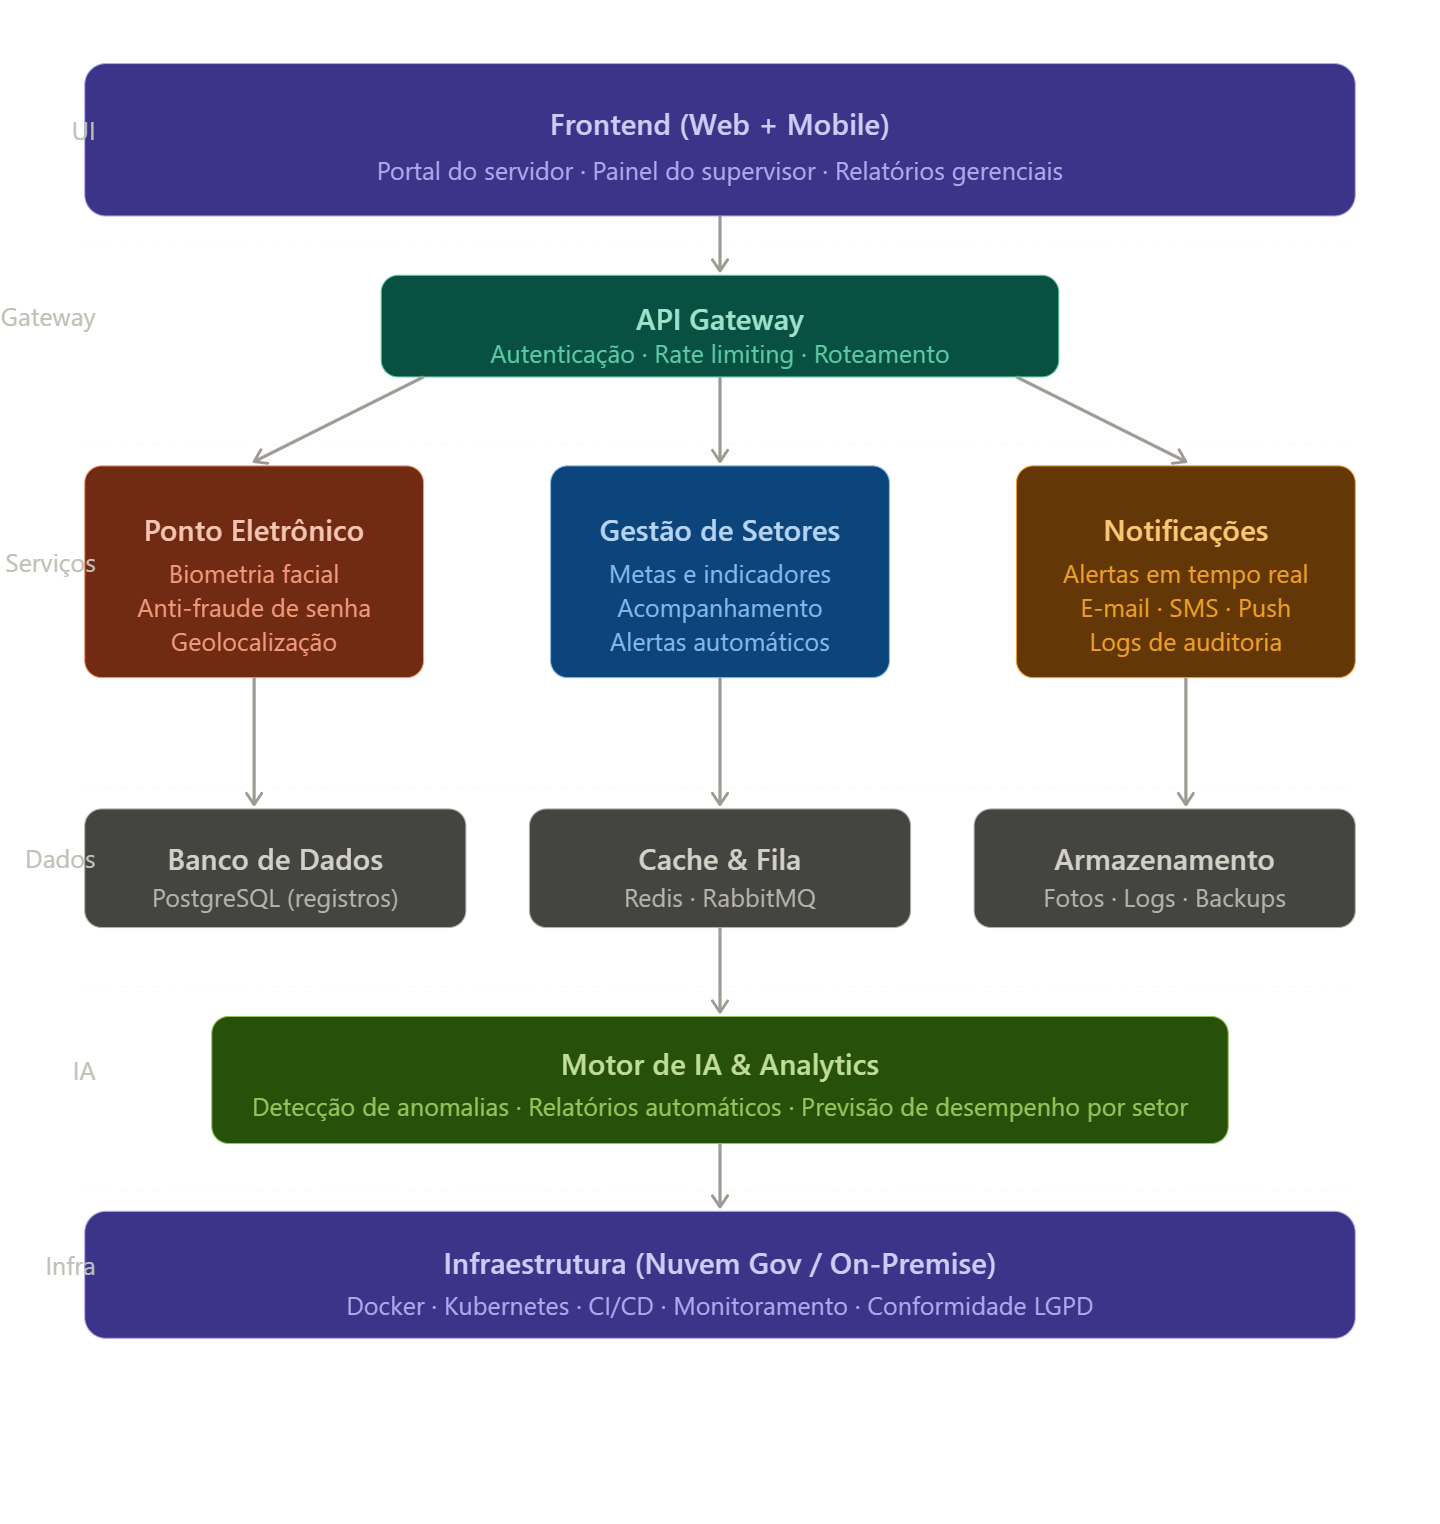 UI
Frontend (Web + Mobile)
Portal do servidor · Painel do supervisor · Relatórios gerenciais
Gateway
API Gateway
Autenticação · Rate limiting · Roteamento
Serviços
Ponto Eletrônico
Biometria facial
Anti-fraude de senha
Geolocalização
Gestão de Setores
Metas e indicadores
Acompanhamento
Alertas automáticos
Notificações
Alertas em tempo real
E-mail · SMS · Push
Logs de auditoria
Dados
Banco de Dados
PostgreSQL (registros)
Cache & Fila
Redis · RabbitMQ
Armazenamento
Fotos · Logs · Backups
IA
Motor de IA & Analytics
Detecção de anomalias · Relatórios automáticos · Previsão de desempenho por setor
Infra
Infraestrutura (Nuvem Gov / On-Premise)
Docker · Kubernetes · CI/CD · Monitoramento · Conformidade LGPD